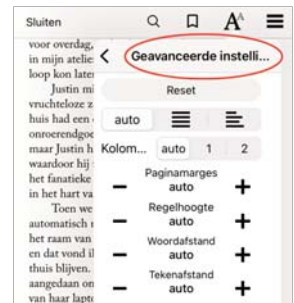 Sluiten A A
voor overdag,
in mijn atelie
loop kon later
Justin mi
vruchteloze z
huis had een
onroerendgoe
maar Justin h
waardoor hij
het fanatieke
in het hart va
Toen we
automatisch
het raam van
en dat vond i
thuis blijven.
aangedaan on
van haar lapt
Geavanceerde instelli...
Reset
auto
Kolom... auto 1 2
Paginamarges
− auto +
Regelhoogte
− auto +
Woordafstand
− auto +
Tekenafstand
− auto +